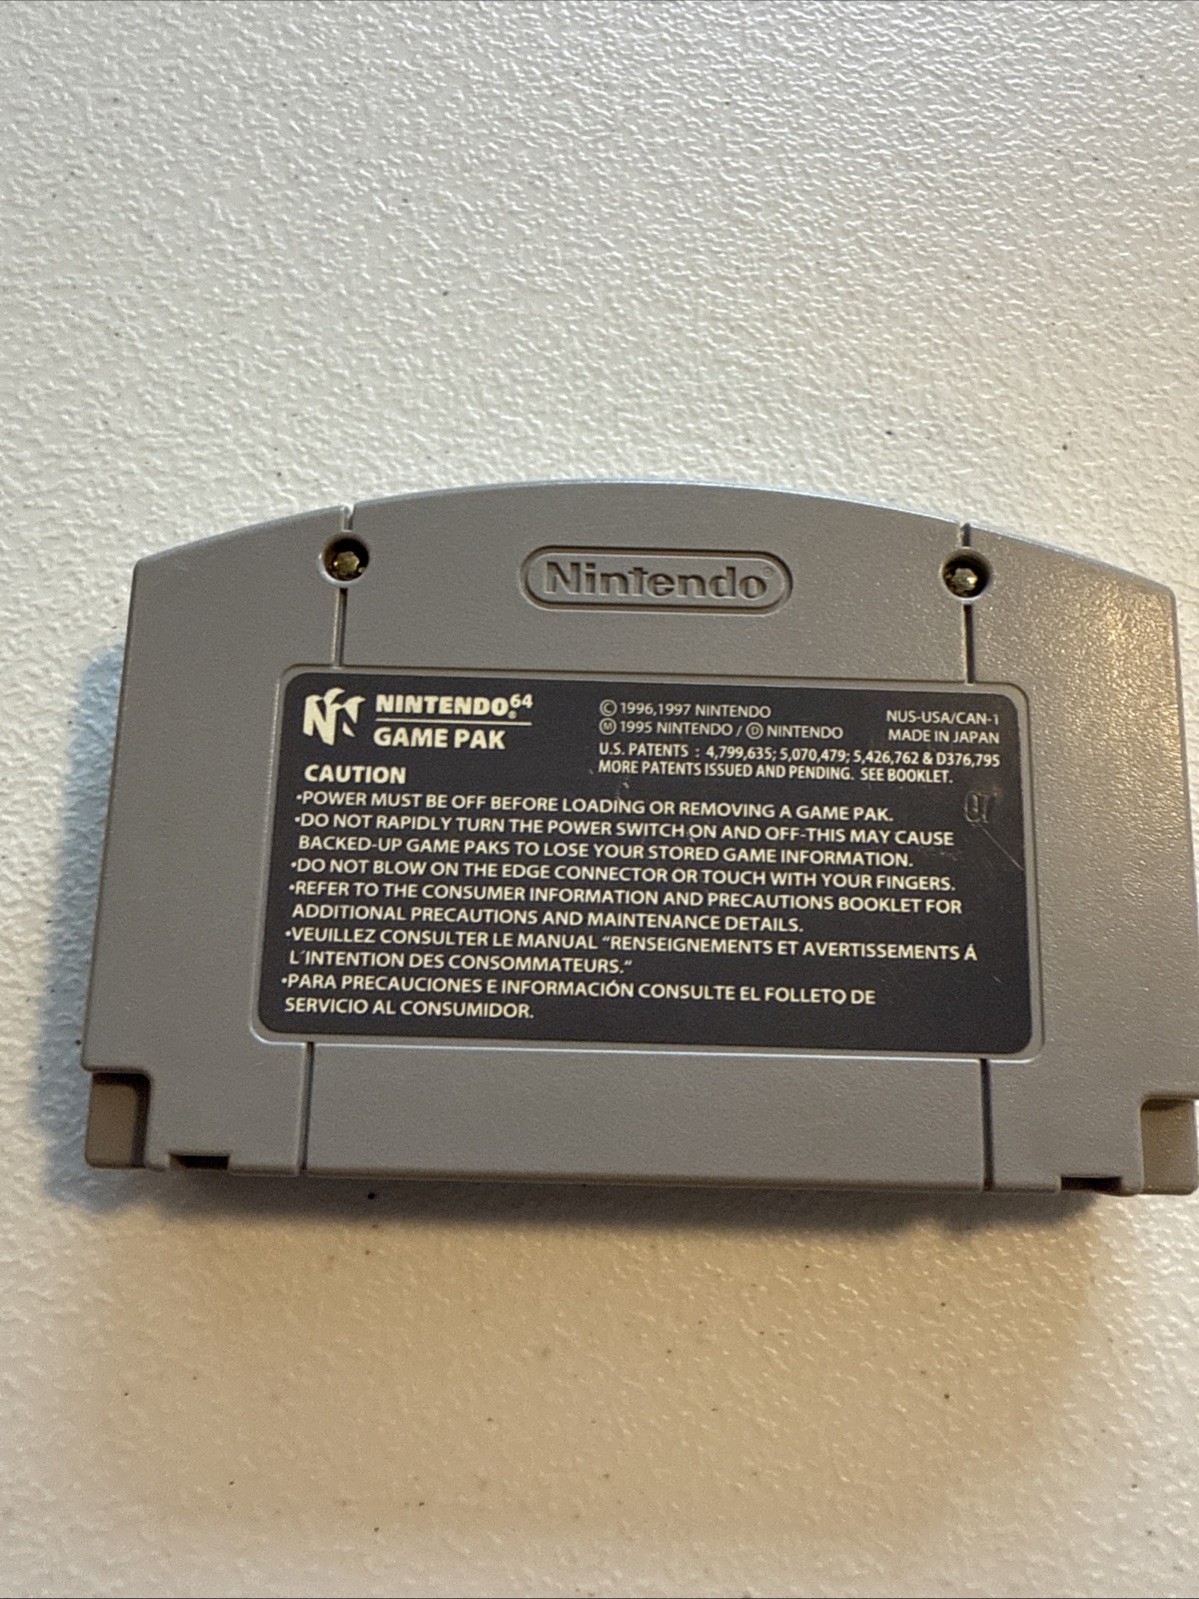 Nintendo®
NINTENDO®64
GAME PAK
©1996,1997 NINTENDO
Ⓜ1995 NINTENDO / Ⓓ NINTENDO
NUS-USA/CAN-1
MADE IN JAPAN
U.S. PATENTS : 4,799,635; 5,070,479; 5,426,762 & D376,795
MORE PATENTS ISSUED AND PENDING. SEE BOOKLET.
07
CAUTION
•POWER MUST BE OFF BEFORE LOADING OR REMOVING A GAME PAK.
•DO NOT RAPIDLY TURN THE POWER SWITCH ON AND OFF-THIS MAY CAUSE
BACKED-UP GAME PAKS TO LOSE YOUR STORED GAME INFORMATION.
•DO NOT BLOW ON THE EDGE CONNECTOR OR TOUCH WITH YOUR FINGERS.
•REFER TO THE CONSUMER INFORMATION AND PRECAUTIONS BOOKLET FOR
ADDITIONAL PRECAUTIONS AND MAINTENANCE DETAILS.
•VEUILLEZ CONSULTER LE MANUAL "RENSEIGNEMENTS ET AVERTISSEMENTS Á
L'INTENTION DES CONSOMMATEURS."
•PARA PRECAUCIONES E INFORMACIÓN CONSULTE EL FOLLETO DE
SERVICIO AL CONSUMIDOR.